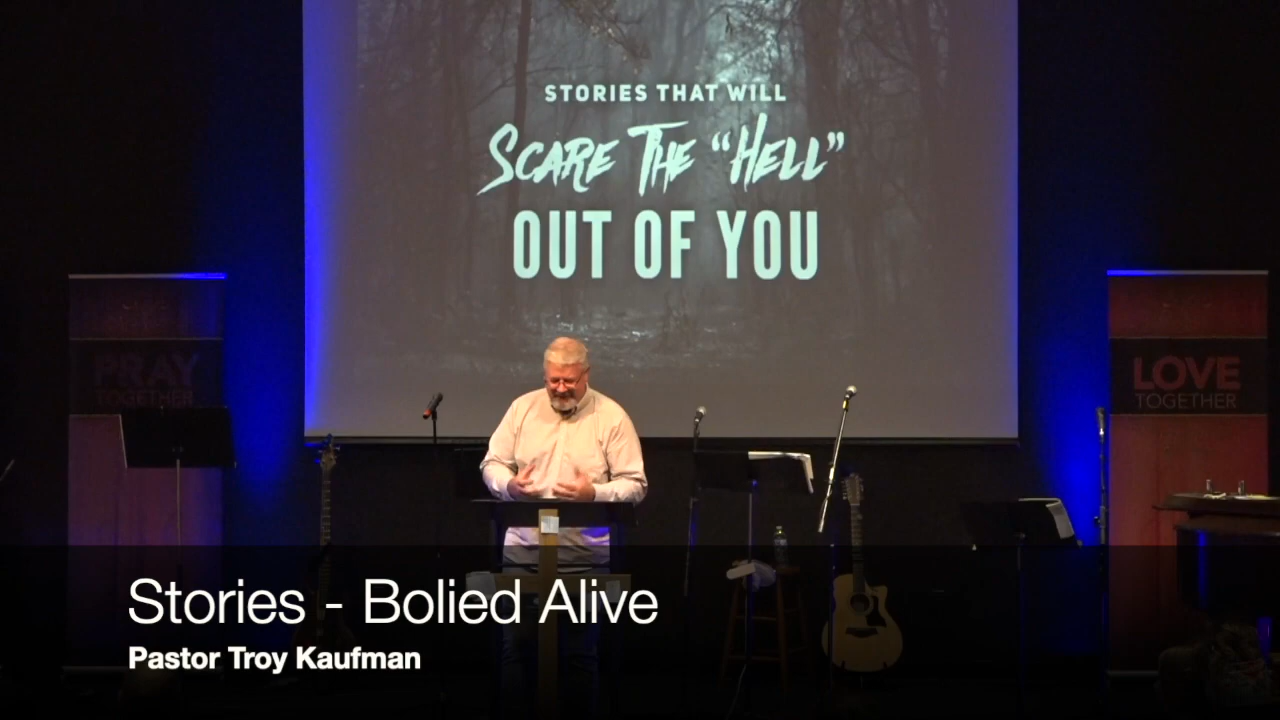 STORIES THAT WILL
SCARE THE “HELL”
OUT OF YOU
PRAY
TOGETHER
LOVE
TOGETHER
Stories - Bolied Alive
Pastor Troy Kaufman